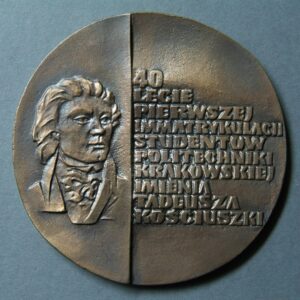 40
LECIE
PIERWSZEJ
IMMATRYKULACJI
STUDENTÓW
POLITECHNIKI
KRAKOWSKIEJ
IMIENIA
TADEUSZA
KOŚCIUSZKI